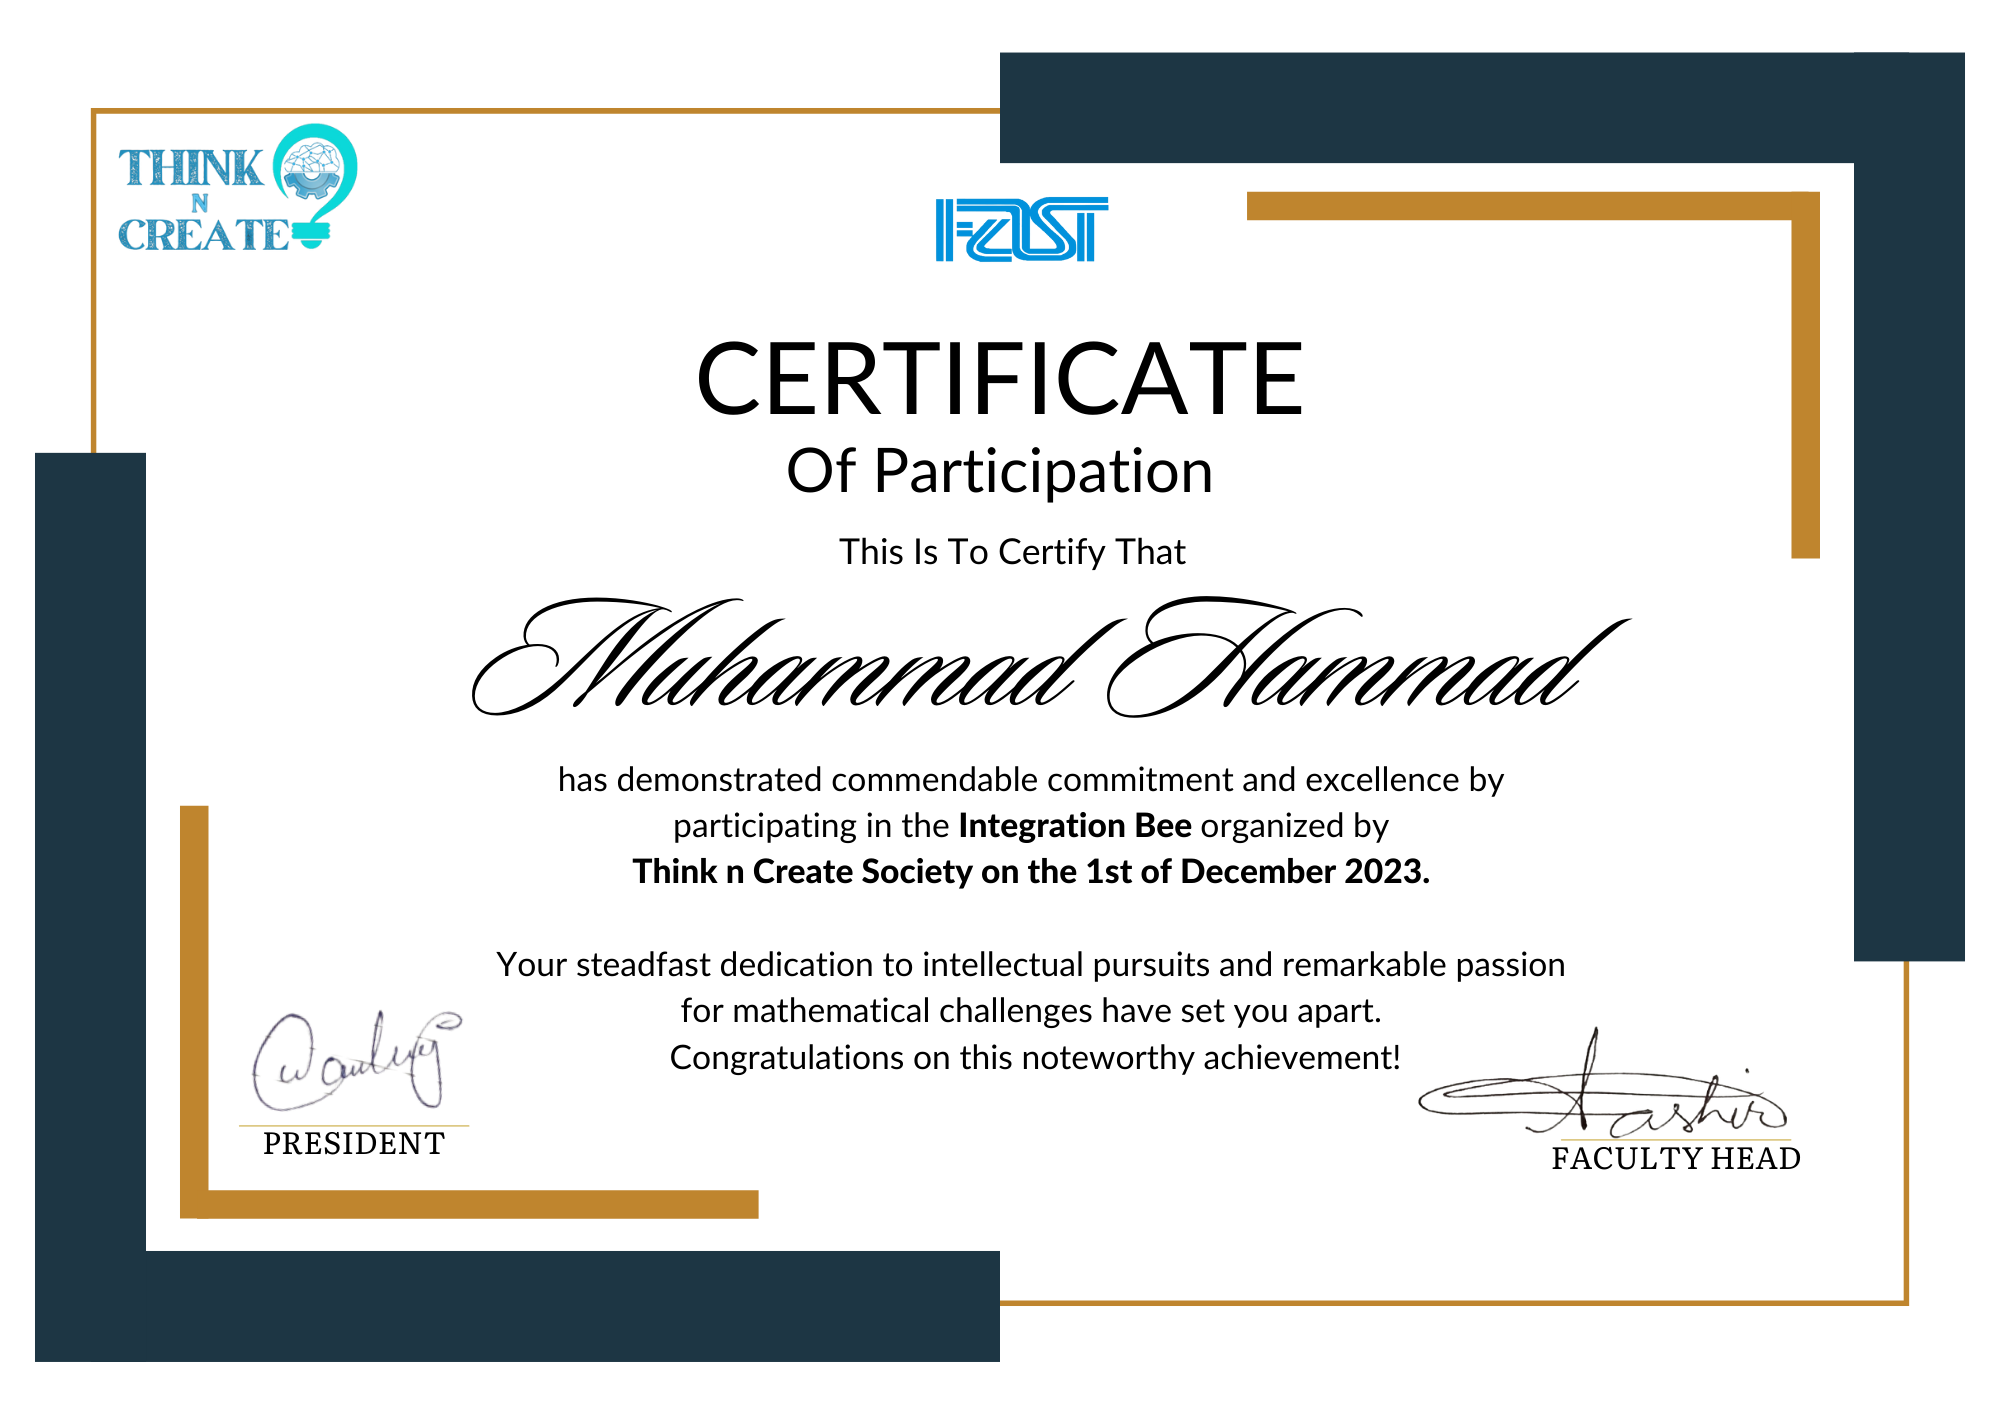 THINK
N
CREATE
FAST
CERTIFICATE
Of Participation
This Is To Certify That
Muhammad Hammad
has demonstrated commendable commitment and excellence by
participating in the Integration Bee organized by
Think n Create Society on the 1st of December 2023.
Your steadfast dedication to intellectual pursuits and remarkable passion
for mathematical challenges have set you apart.
Congratulations on this noteworthy achievement!
PRESIDENT
FACULTY HEAD